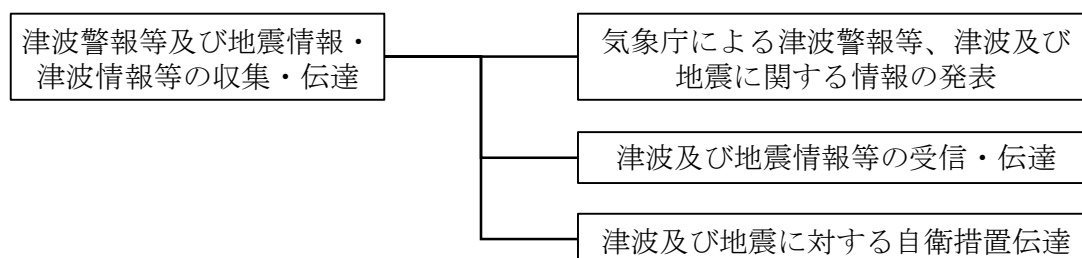 津波警報等及び地震情報・
津波情報等の収集・伝達
気象庁による津波警報等、津波及び
地震に関する情報の発表
津波及び地震情報等の受信・伝達
津波及び地震に対する自衛措置伝達